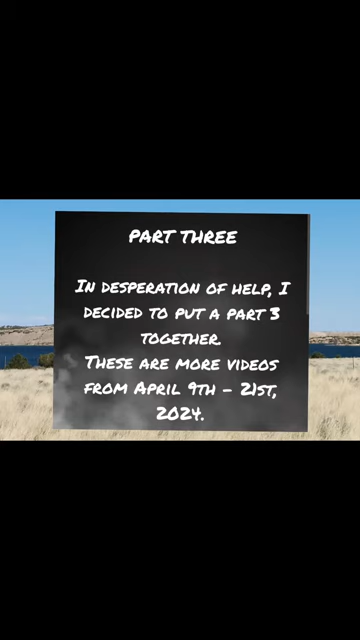 PART THREE
IN DESPERATION OF HELP, I
DECIDED TO PUT A PART 3
TOGETHER.
THESE ARE MORE VIDEOS
FROM APRIL 9TH - 21ST,
2024.